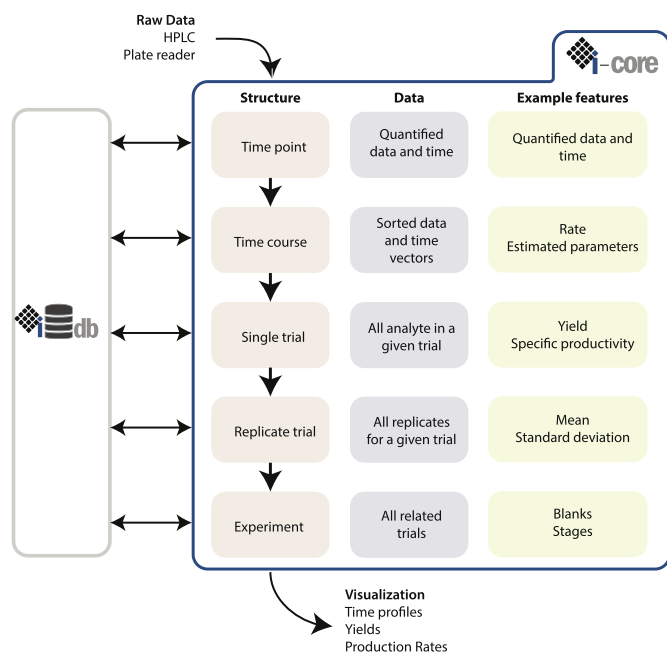 Raw Data
HPLC
Plate reader
i-core
Structure
Data
Example features
Time point
Quantified
data and time
Quantified data and
time
Time course
Sorted data
and time
vectors
Rate
Estimated parameters
idb
Single trial
All analyte in a
given trial
Yield
Specific productivity
Replicate trial
All replicates
for a given trial
Mean
Standard deviation
Experiment
All related
trials
Blanks
Stages
Visualization
Time profiles
Yields
Production Rates